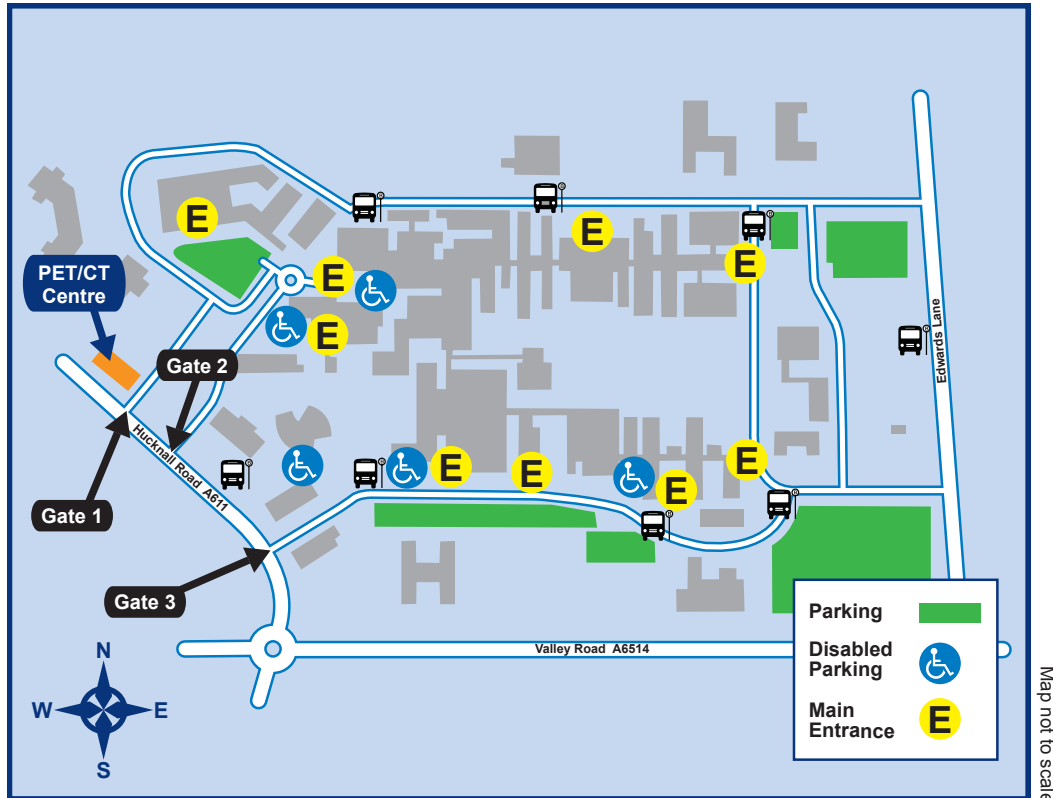 E
E
E
E
E
E
E
E
E
PET/CT
Centre
Gate 2
Gate 1
Hucknall Road A611
Gate 3
Edwards Lane
Valley Road A6514
N
W
E
S
Parking
Disabled
Parking
Main
Entrance
E
Map not to scale